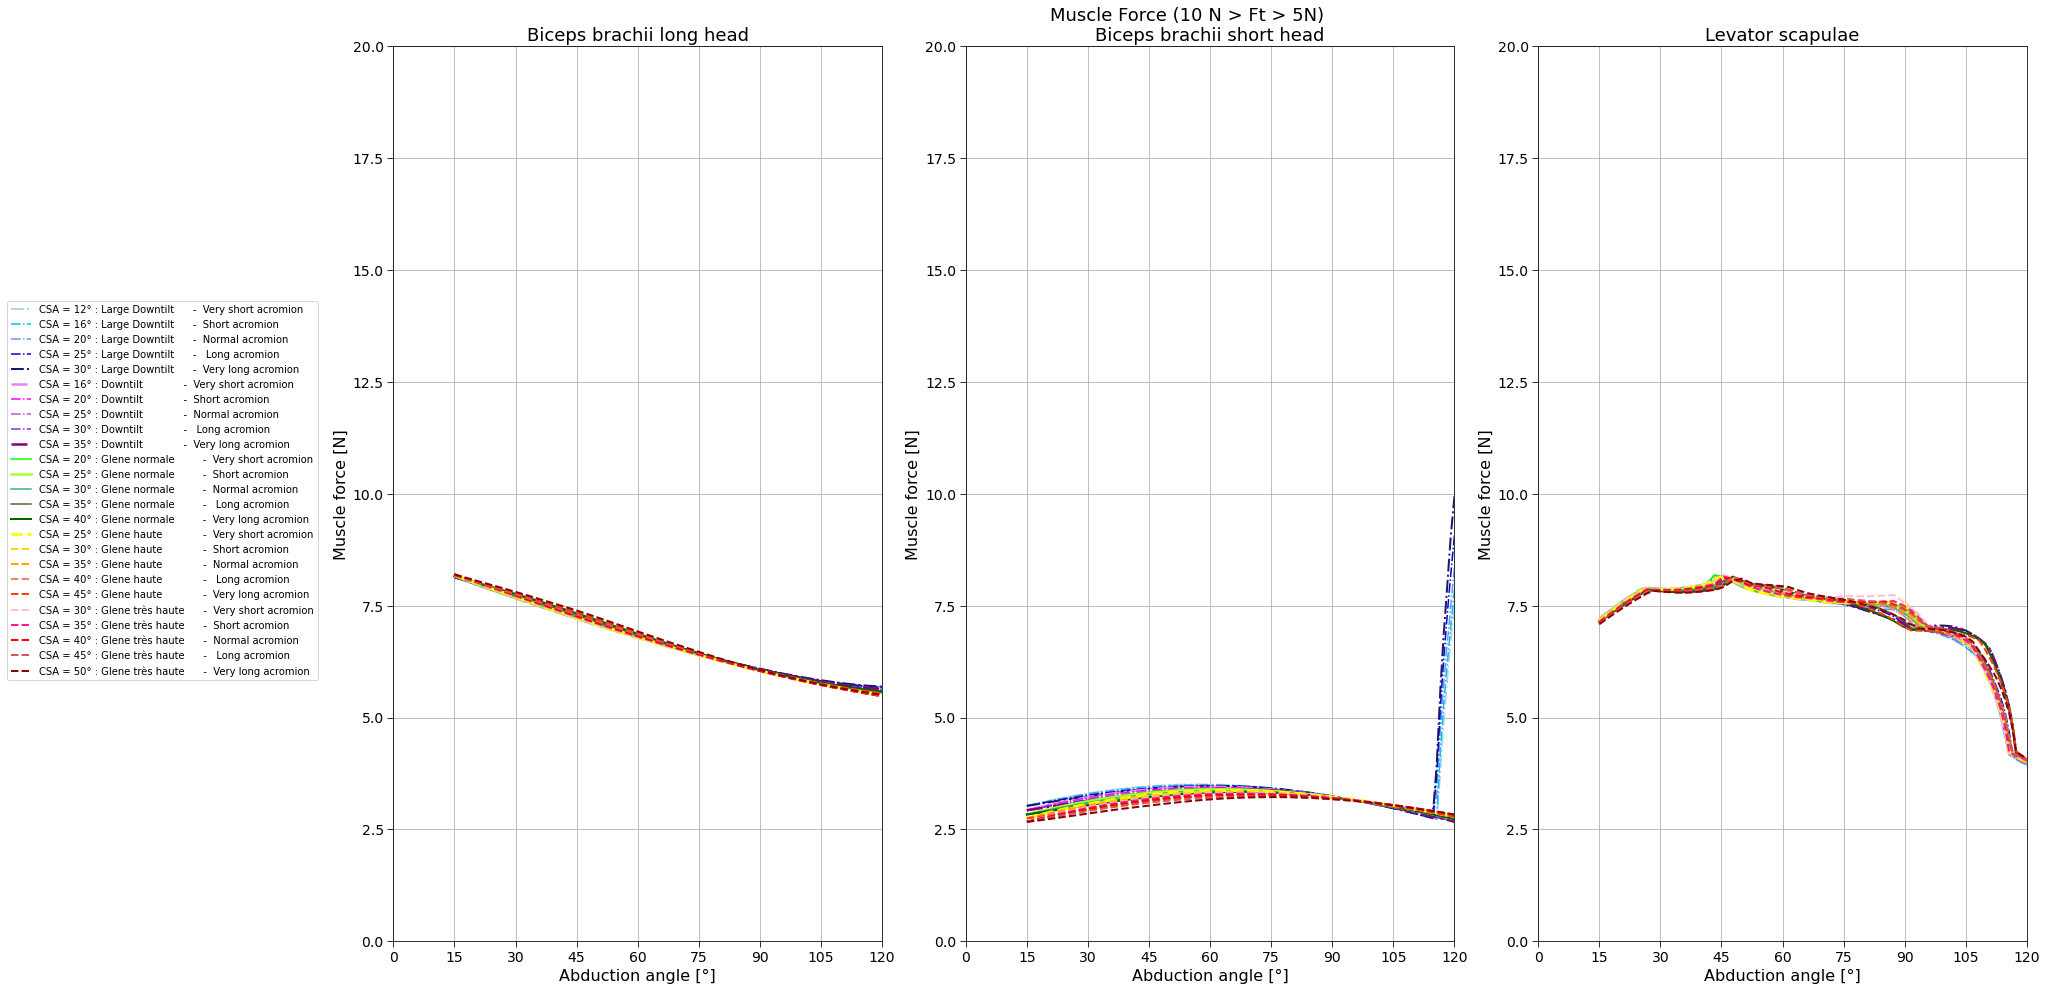 Muscle Force (10 N > Ft > 5N)
Biceps brachii long head
Biceps brachii short head
Levator scapulae
CSA = 12° : Large Downtilt - Very short acromion
CSA = 16° : Large Downtilt - Short acromion
CSA = 20° : Large Downtilt - Normal acromion
CSA = 25° : Large Downtilt - Long acromion
CSA = 30° : Large Downtilt - Very long acromion
CSA = 16° : Downtilt - Very short acromion
CSA = 20° : Downtilt - Short acromion
CSA = 25° : Downtilt - Normal acromion
CSA = 30° : Downtilt - Long acromion
CSA = 35° : Downtilt - Very long acromion
CSA = 20° : Glene normale - Very short acromion
CSA = 25° : Glene normale - Short acromion
CSA = 30° : Glene normale - Normal acromion
CSA = 35° : Glene normale - Long acromion
CSA = 40° : Glene normale - Very long acromion
CSA = 25° : Glene haute - Very short acromion
CSA = 30° : Glene haute - Short acromion
CSA = 35° : Glene haute - Normal acromion
CSA = 40° : Glene haute - Long acromion
CSA = 45° : Glene haute - Very long acromion
CSA = 30° : Glene très haute - Very short acromion
CSA = 35° : Glene très haute - Short acromion
CSA = 40° : Glene très haute - Normal acromion
CSA = 45° : Glene très haute - Long acromion
CSA = 50° : Glene très haute - Very long acromion
Muscle force [N]
20.0
17.5
15.0
12.5
10.0
7.5
5.0
2.5
0.0
0 15 30 45 60 75 90 105 120
Abduction angle [°]
Muscle force [N]
20.0
17.5
15.0
12.5
10.0
7.5
5.0
2.5
0.0
0 15 30 45 60 75 90 105 120
Abduction angle [°]
Muscle force [N]
20.0
17.5
15.0
12.5
10.0
7.5
5.0
2.5
0.0
0 15 30 45 60 75 90 105 120
Abduction angle [°]